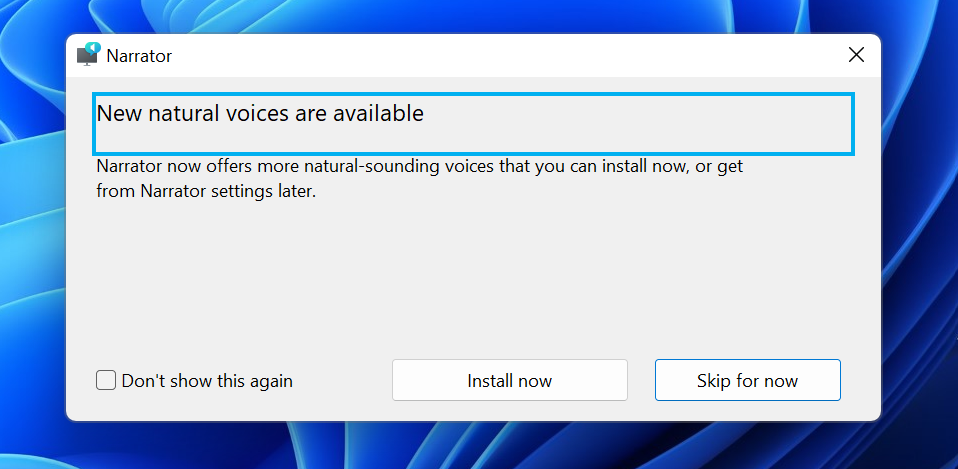 Narrator
New natural voices are available
Narrator now offers more natural-sounding voices that you can install now, or get
from Narrator settings later.
Don't show this again
Install now
Skip for now